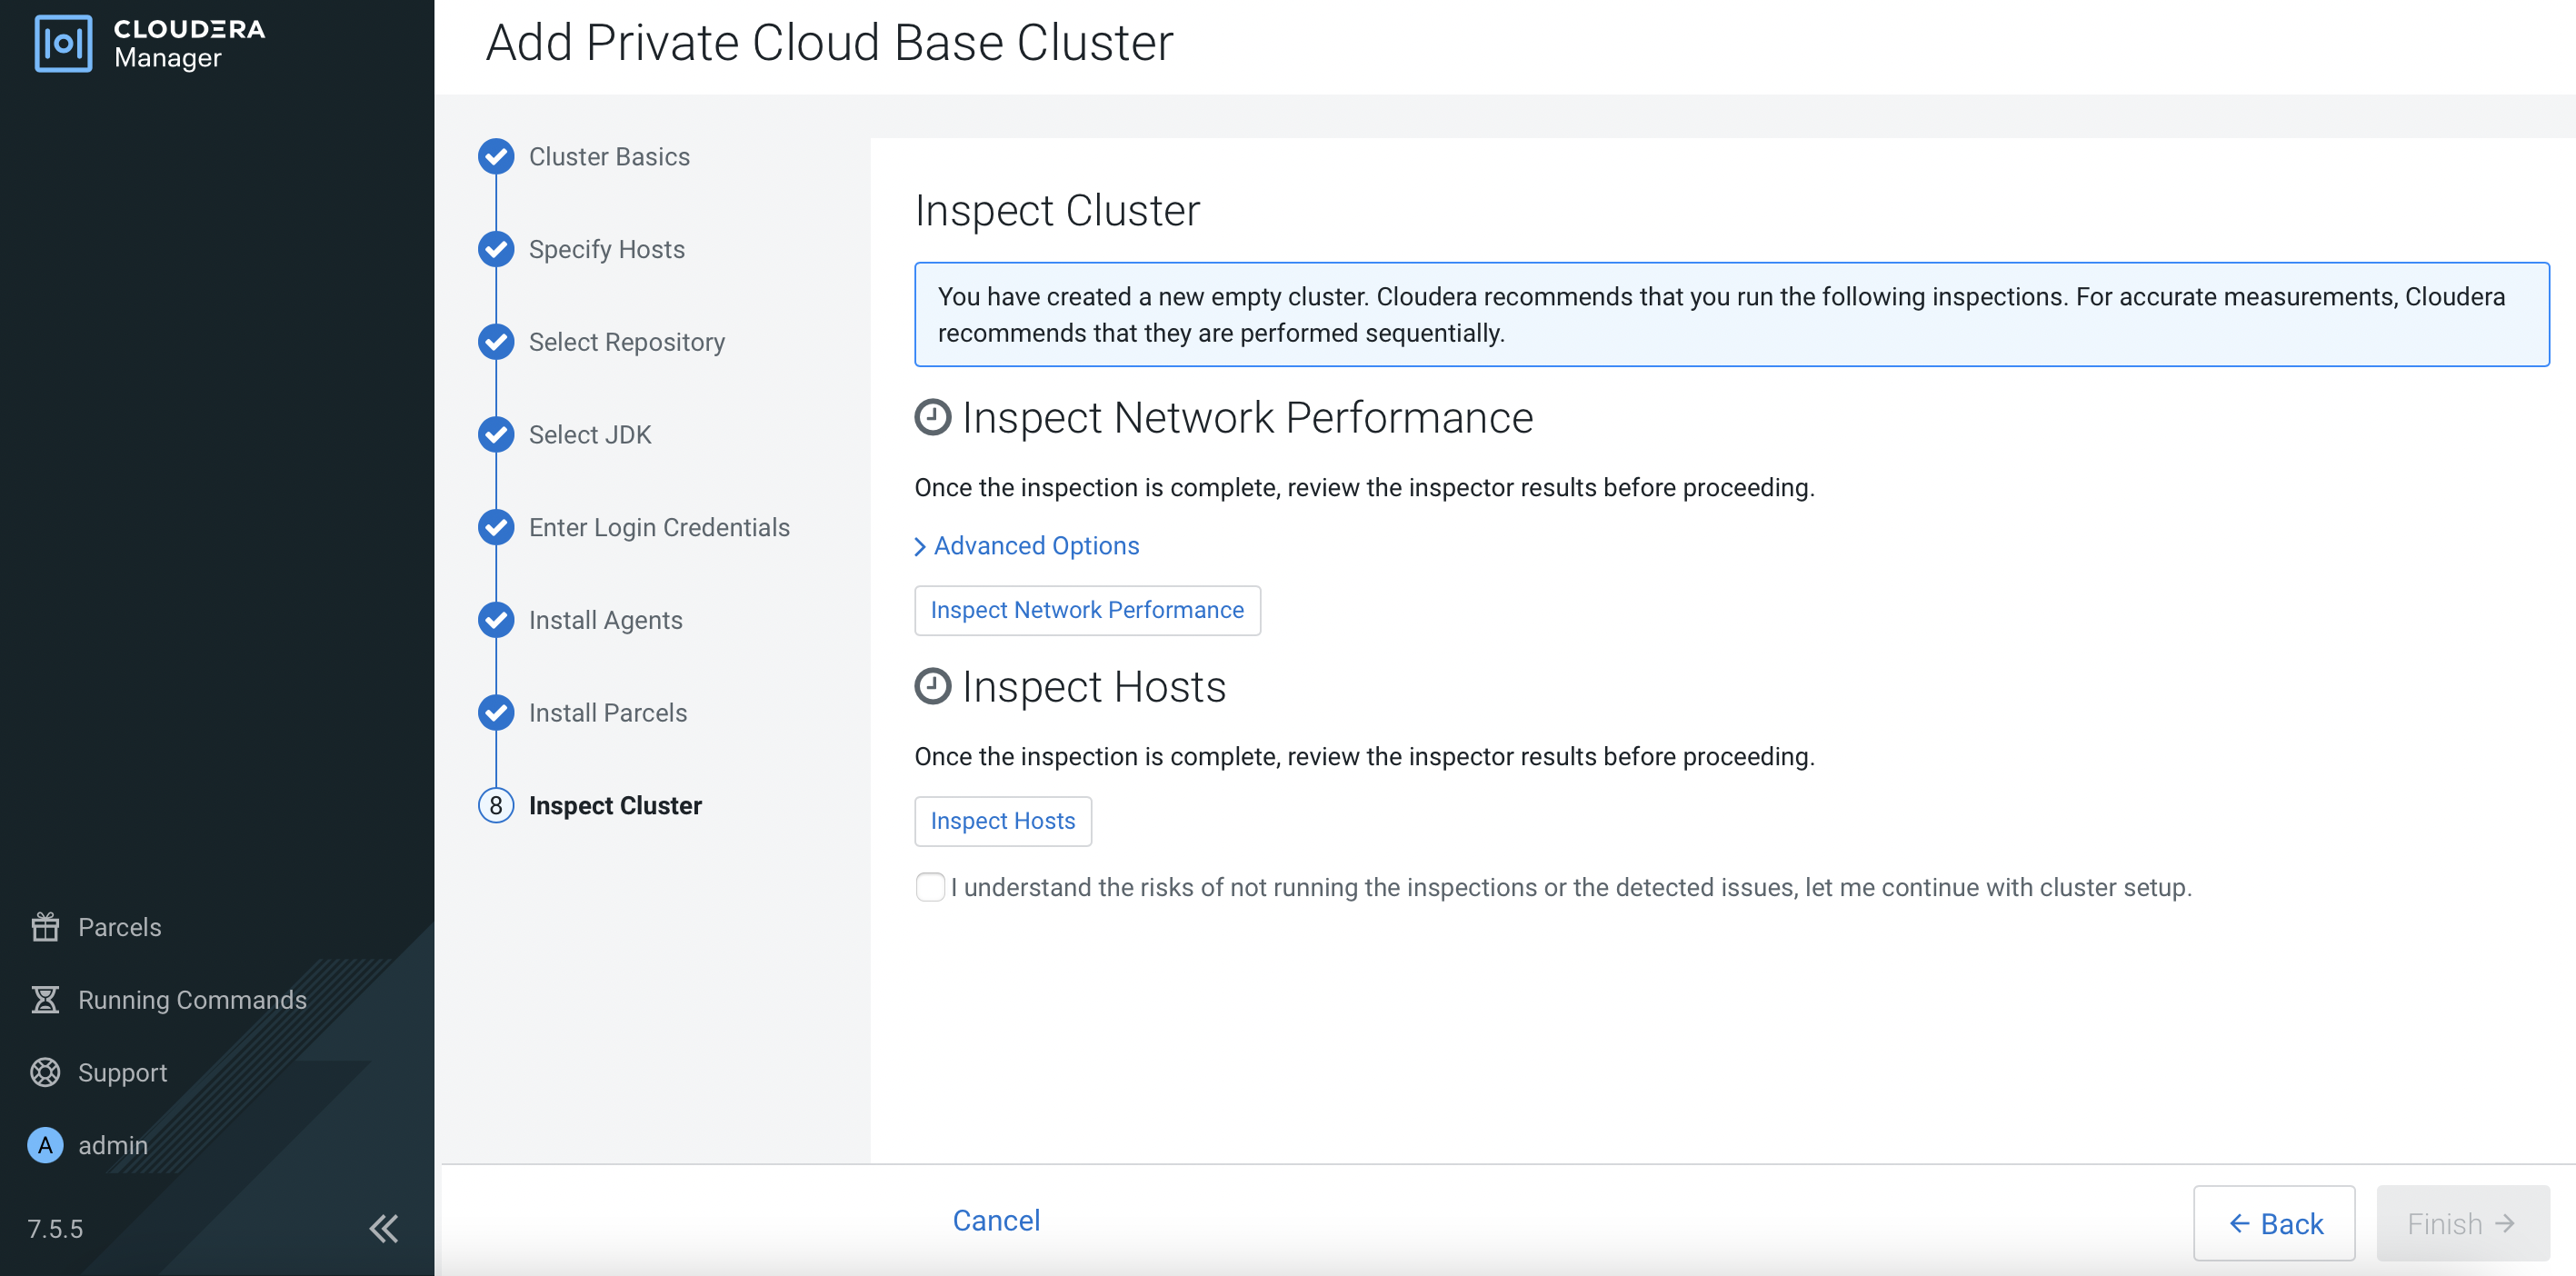 CLOUDERA
Manager
Parcels
Running Commands
Support
A admin
7.5.5
Add Private Cloud Base Cluster
Cluster Basics
Specify Hosts
Select Repository
Select JDK
Enter Login Credentials
Install Agents
Install Parcels
8 Inspect Cluster
Inspect Cluster
You have created a new empty cluster. Cloudera recommends that you run the following inspections. For accurate measurements, Cloudera
recommends that they are performed sequentially.
Inspect Network Performance
Once the inspection is complete, review the inspector results before proceeding.
Advanced Options
Inspect Network Performance
Inspect Hosts
Once the inspection is complete, review the inspector results before proceeding.
Inspect Hosts
I understand the risks of not running the inspections or the detected issues, let me continue with cluster setup.
Cancel
Back
Finish